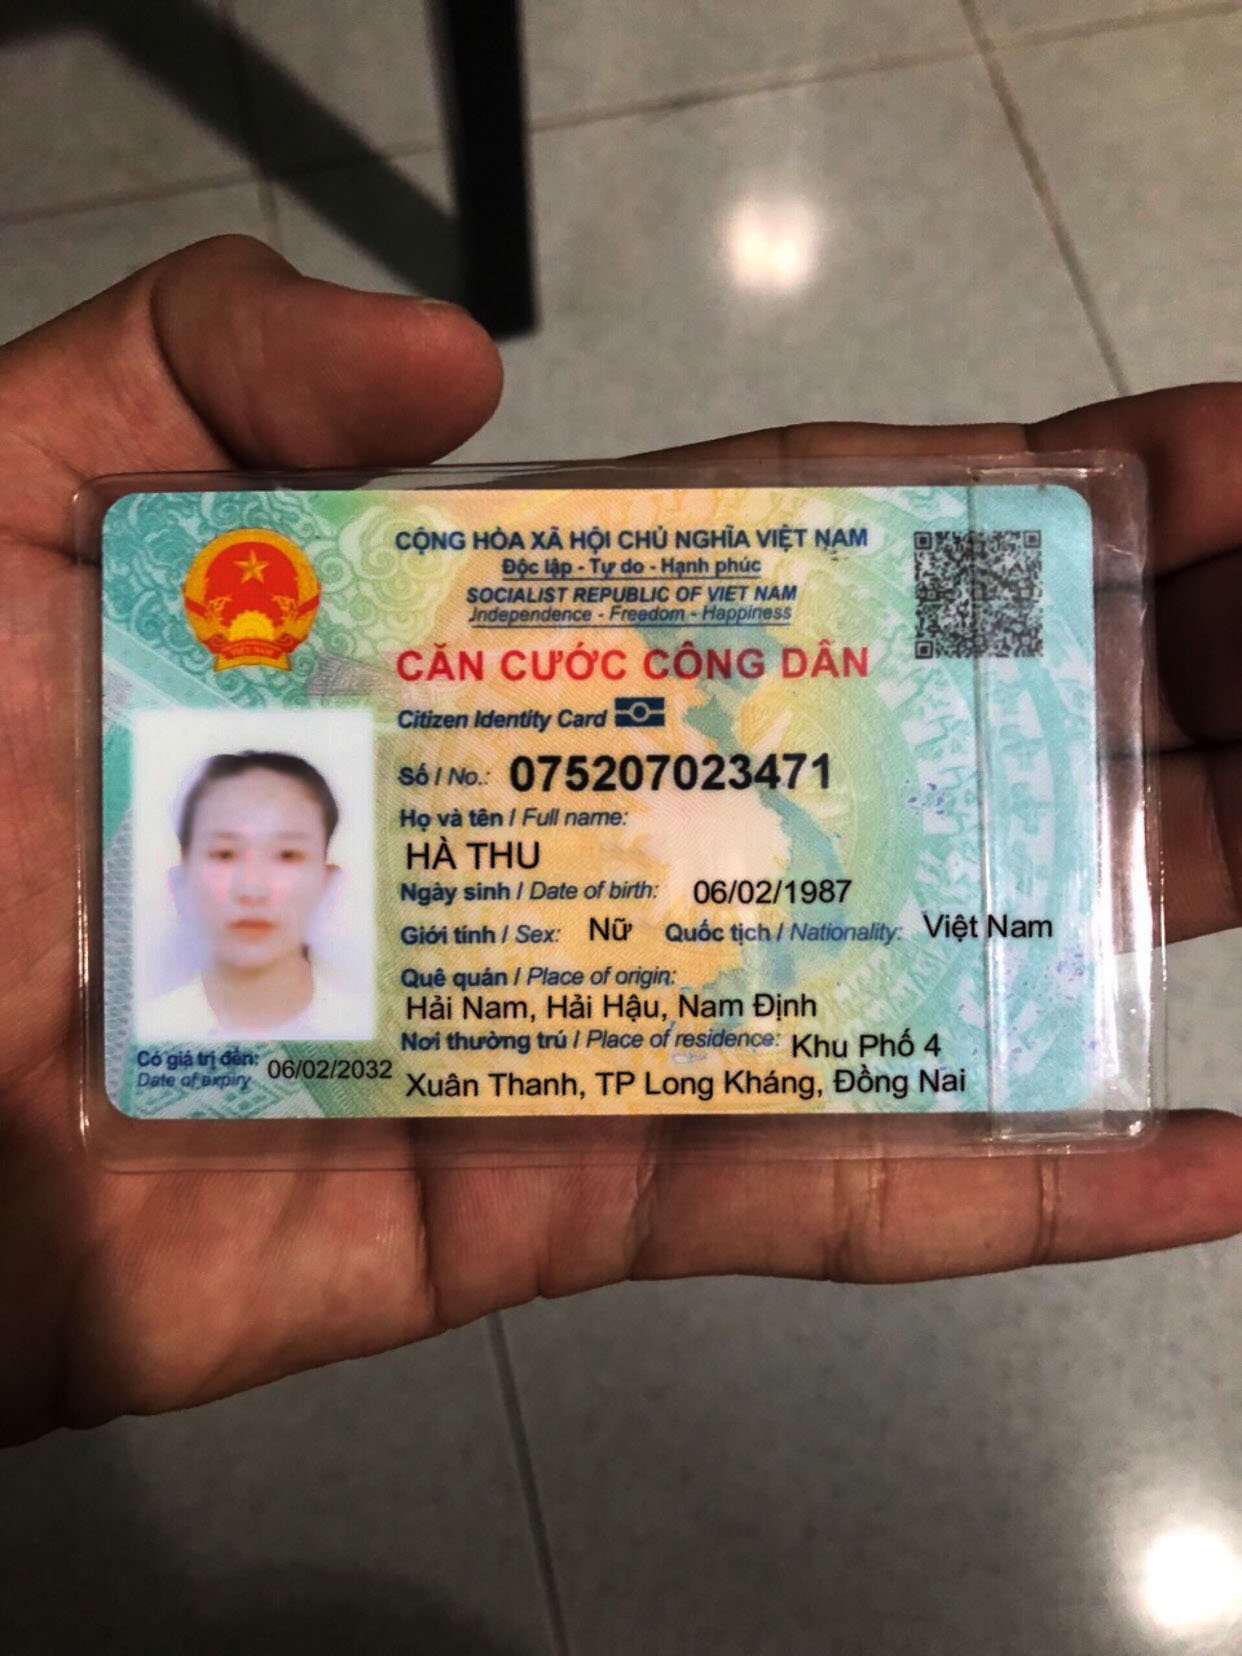 CỘNG HÒA XÃ HỘI CHỦ NGHĨA VIỆT NAM
Độc lập - Tự do - Hạnh phúc
SOCIALIST REPUBLIC OF VIET NAM
Independence - Freedom - Happiness
CĂN CƯỚC CÔNG DÂN
Citizen Identity Card
Số / No.: 075207023471
Họ và tên / Full name:
HÀ THU
Ngày sinh / Date of birth: 06/02/1987
Giới tính / Sex: Nữ Quốc tịch / Nationality: Việt Nam
Quê quán / Place of origin:
Hải Nam, Hải Hậu, Nam Định
Nơi thường trú / Place of residence: Khu Phố 4
Xuân Thanh, TP Long Kháng, Đồng Nai
Có giá trị đến: 06/02/2032
Date of expiry
VIỆT NAM